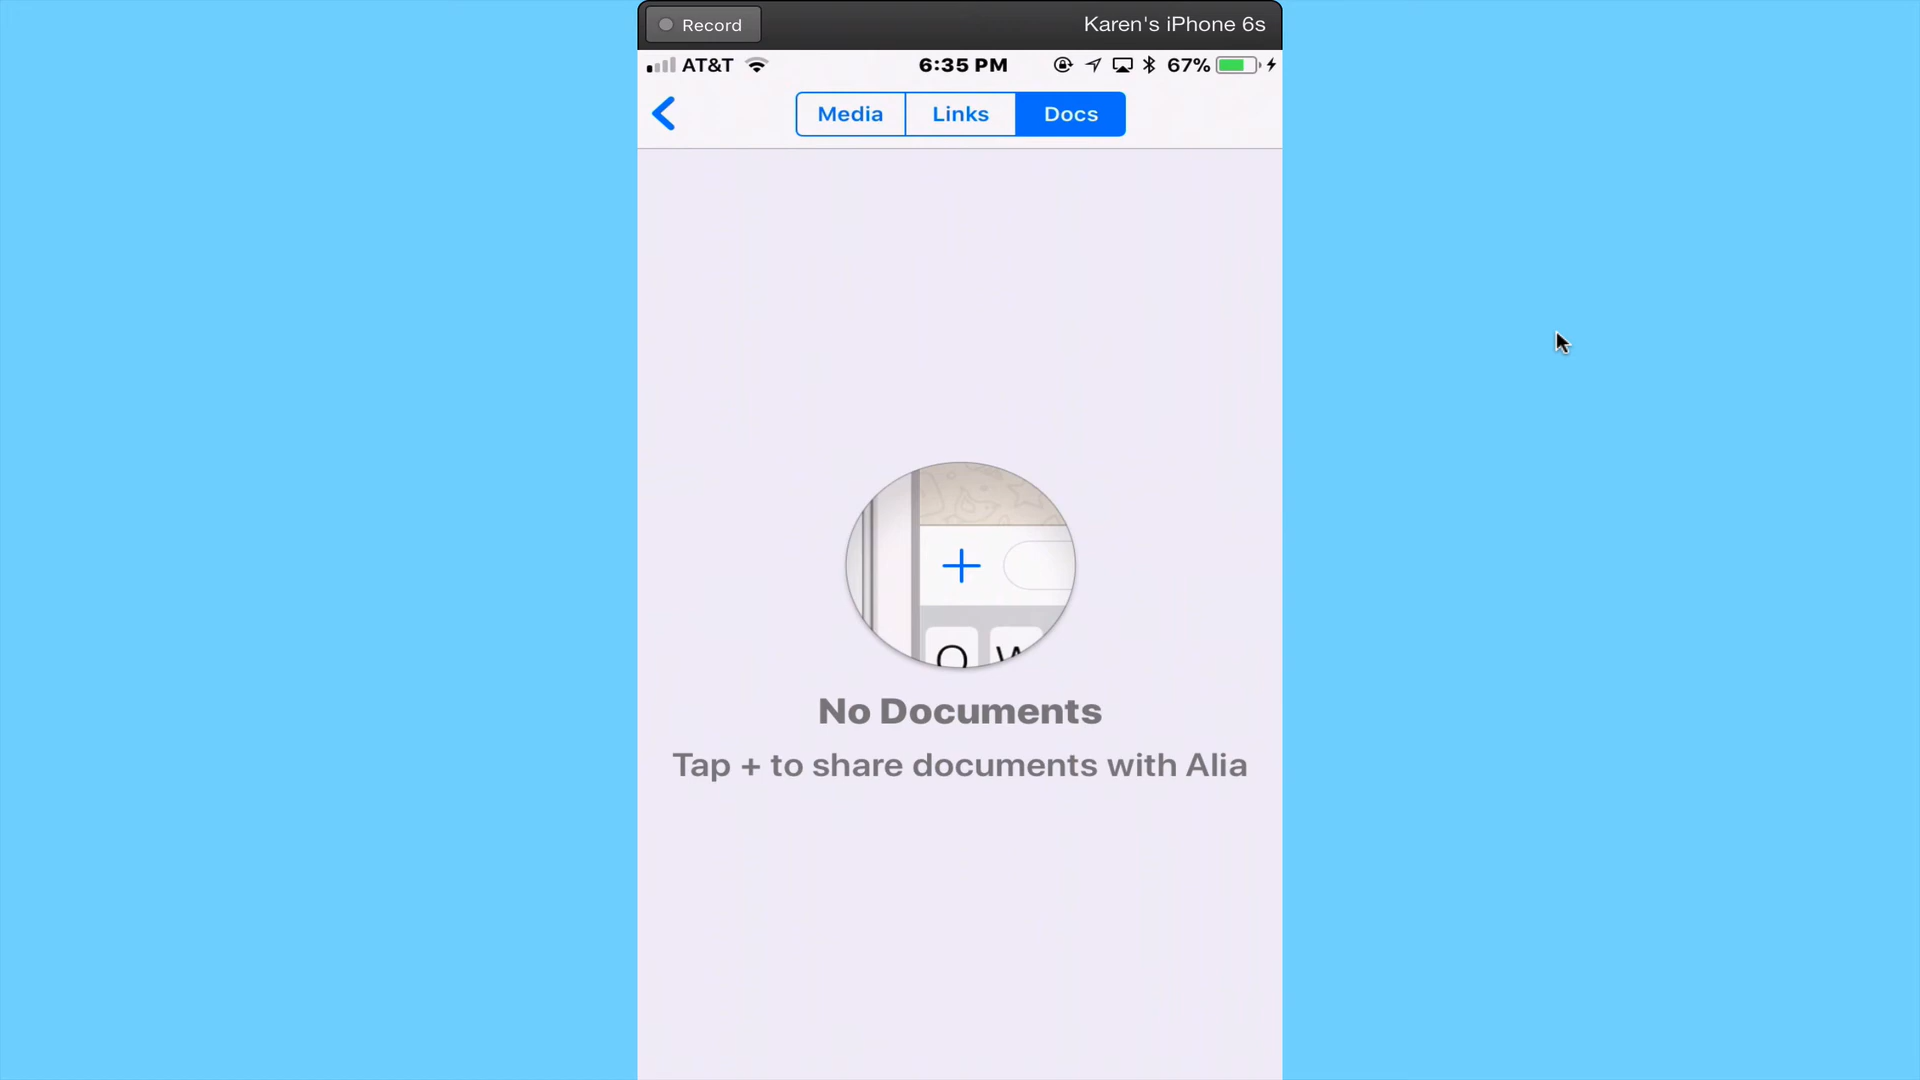 Record
Karen's iPhone 6s
AT&T 6:35 PM 67%
Media Links Docs
Q W
No Documents
Tap + to share documents with Alia